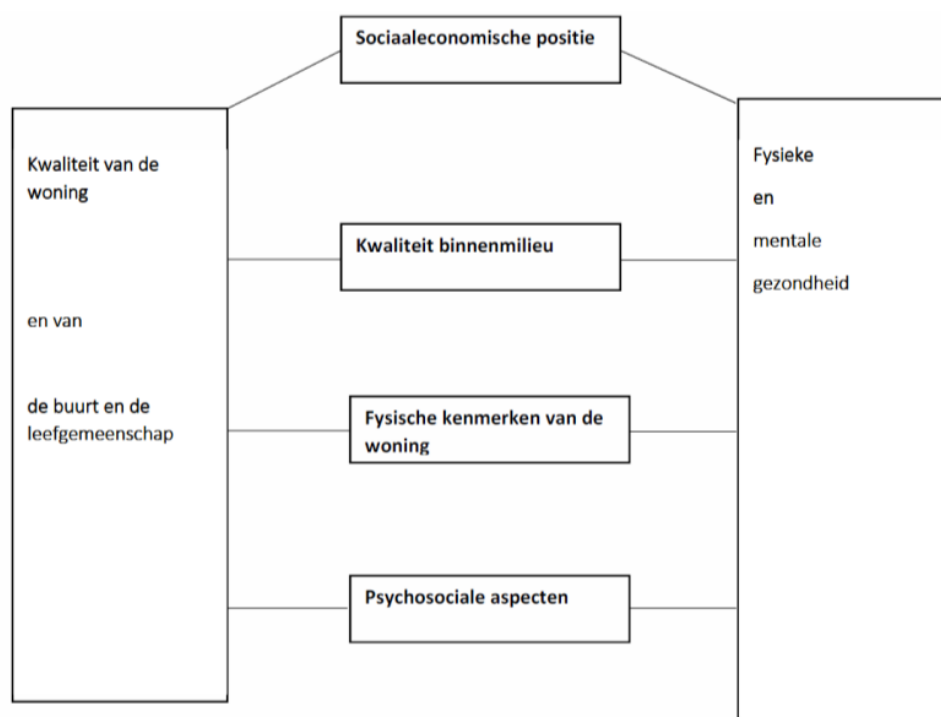 Sociaaleconomische positie
Kwaliteit van de
woning
en van
de buurt en de
leefgemeenschap
Kwaliteit binnenmilieu
Fysische kenmerken van de
woning
Psychosociale aspecten
Fysieke
en
mentale
gezondheid